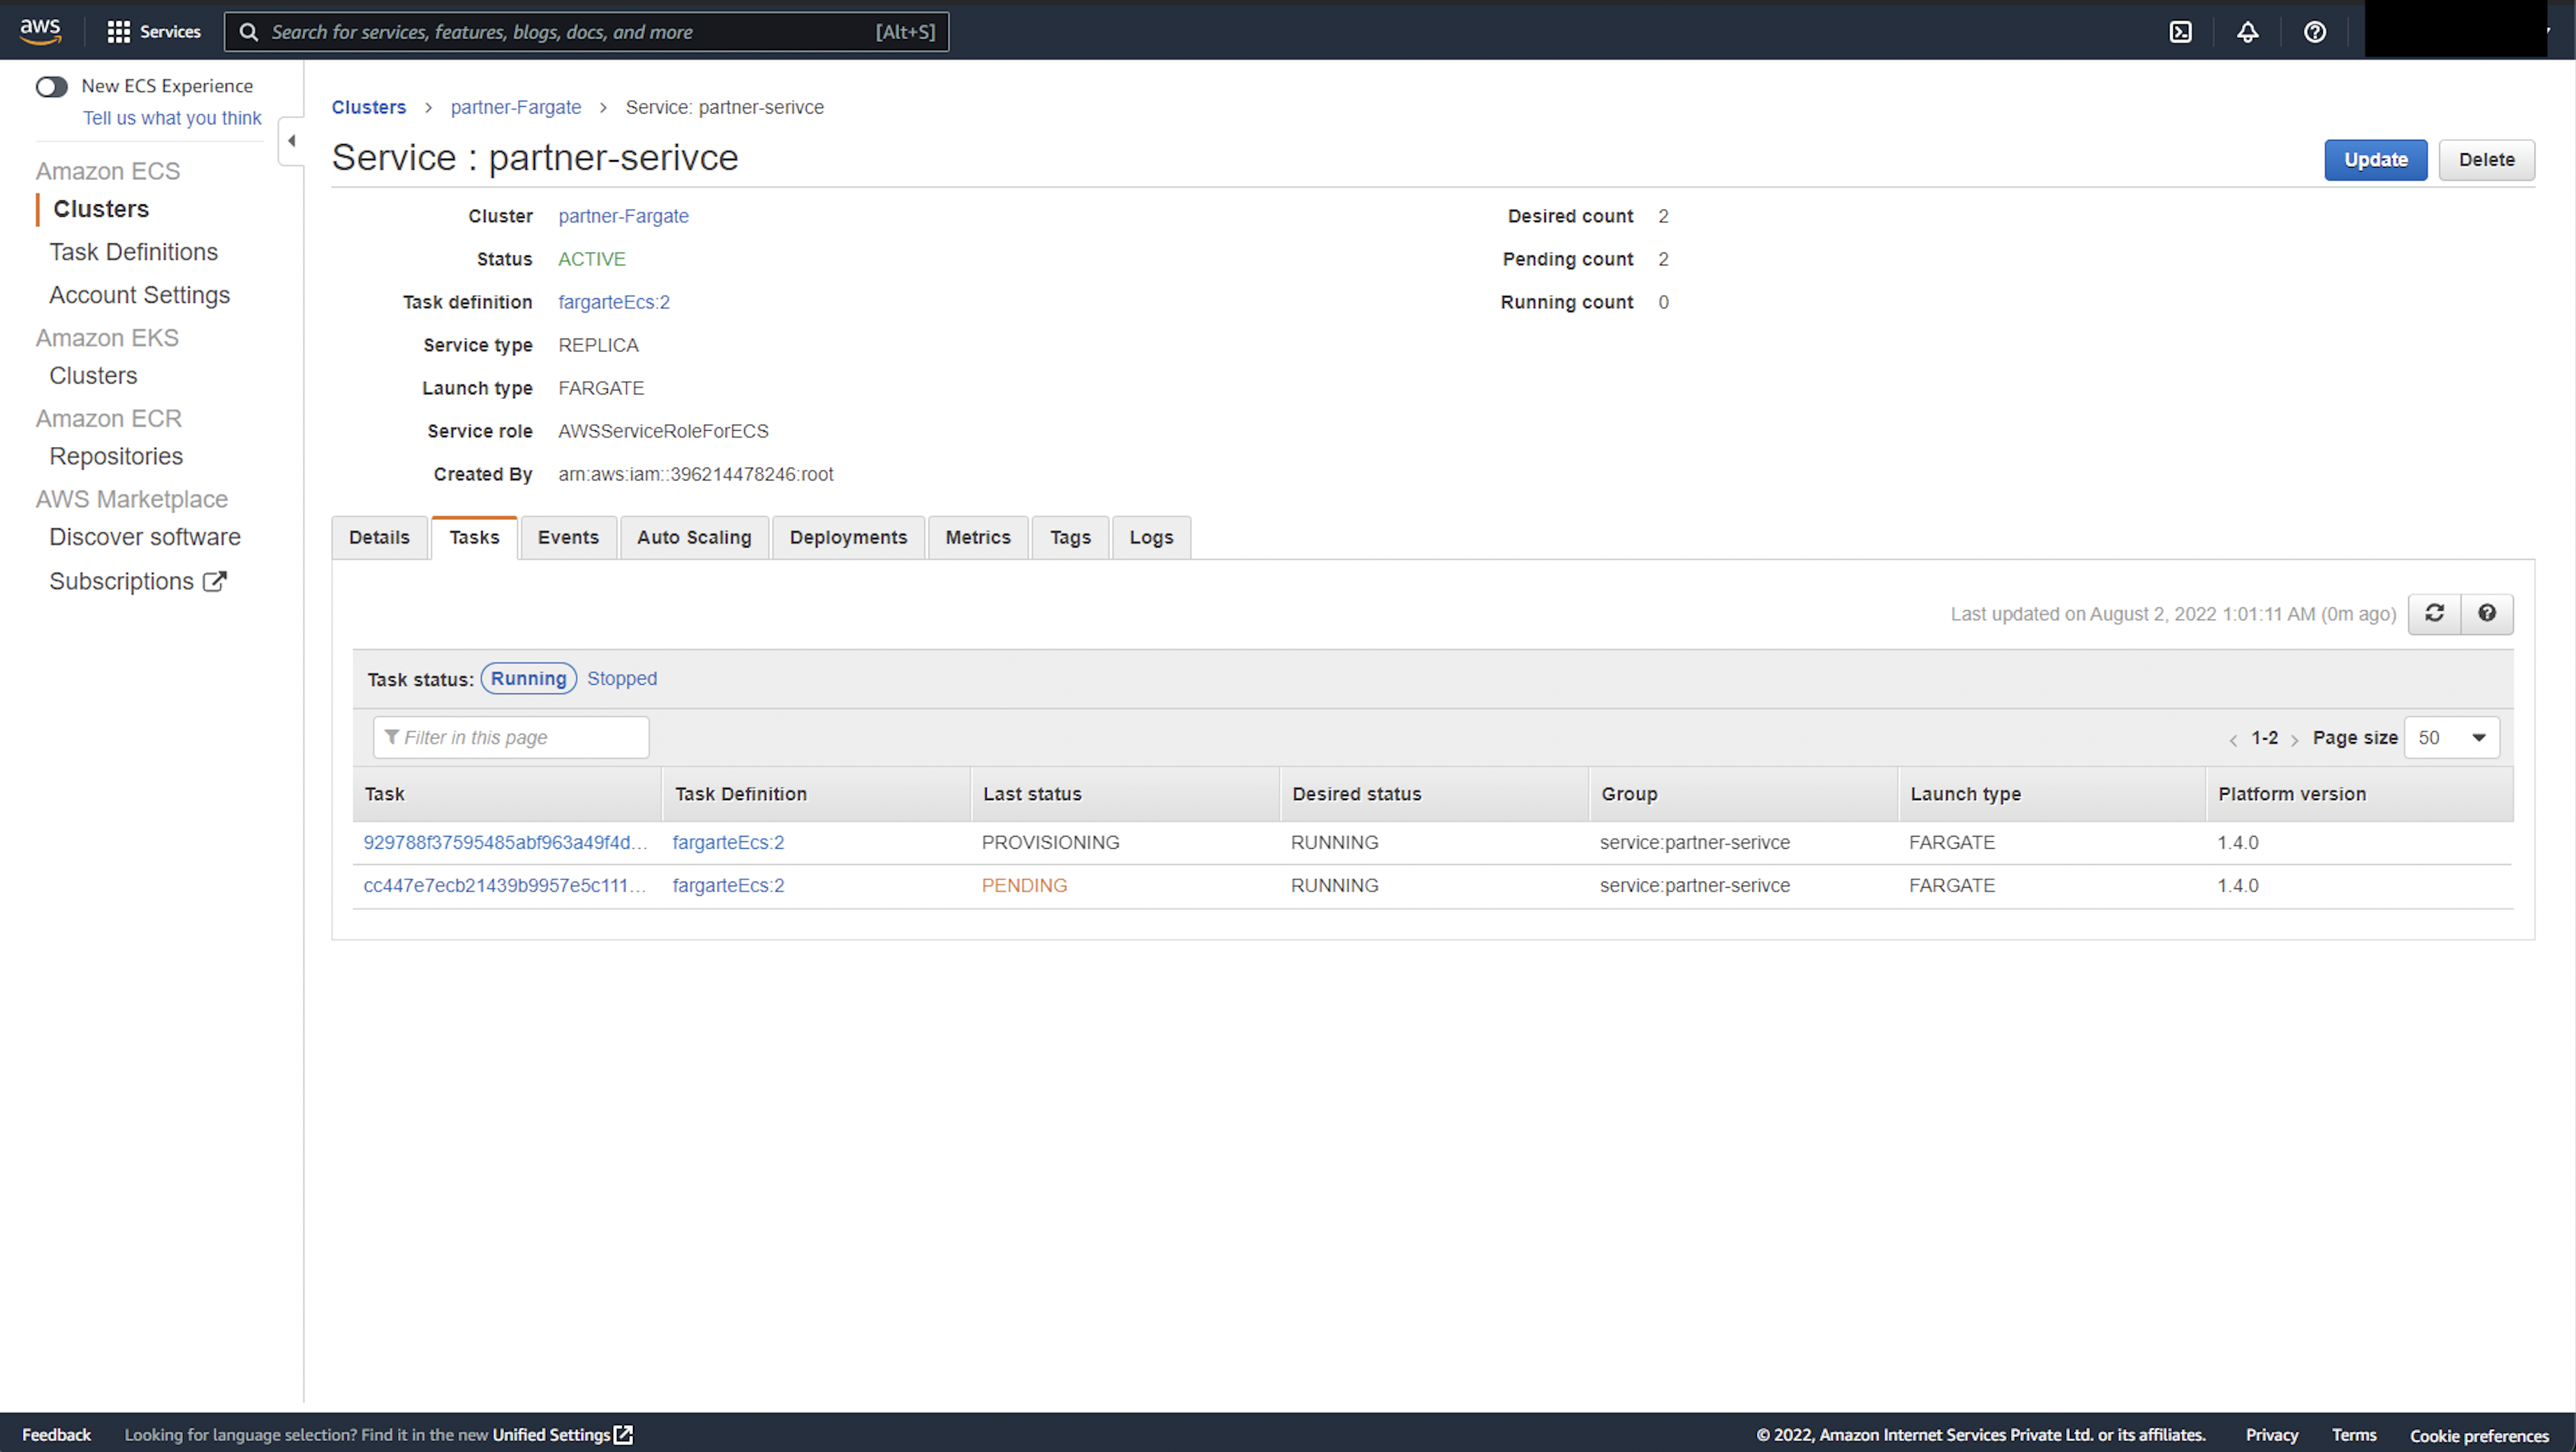 aws Services Search for services, features, blogs, docs, and more [Alt+S]
New ECS Experience
Tell us what you think
Amazon ECS
Clusters
Task Definitions
Account Settings
Amazon EKS
Clusters
Amazon ECR
Repositories
AWS Marketplace
Discover software
Subscriptions
Clusters > partner-Fargate > Service: partner-serivce
Service : partner-serivce
Update Delete
Cluster partner-Fargate
Status ACTIVE
Task definition fargarteEcs:2
Service type REPLICA
Launch type FARGATE
Service role AWSServiceRoleForECS
Created By arn:aws:iam::396214478246:root
Desired count 2
Pending count 2
Running count 0
Details Tasks Events Auto Scaling Deployments Metrics Tags Logs
Last updated on August 2, 2022 1:01:11 AM (0m ago)
Task status: Running Stopped
Filter in this page
< 1-2 > Page size 50
Task Task Definition Last status Desired status Group Launch type Platform version
929788f37595485abf963a49f4d... fargarteEcs:2 PROVISIONING RUNNING service:partner-serivce FARGATE 1.4.0
cc447e7ecb21439b9957e5c111... fargarteEcs:2 PENDING RUNNING service:partner-serivce FARGATE 1.4.0
Feedback Looking for language selection? Find it in the new Unified Settings © 2022, Amazon Internet Services Private Ltd. or its affiliates. Privacy Terms Cookie preferences